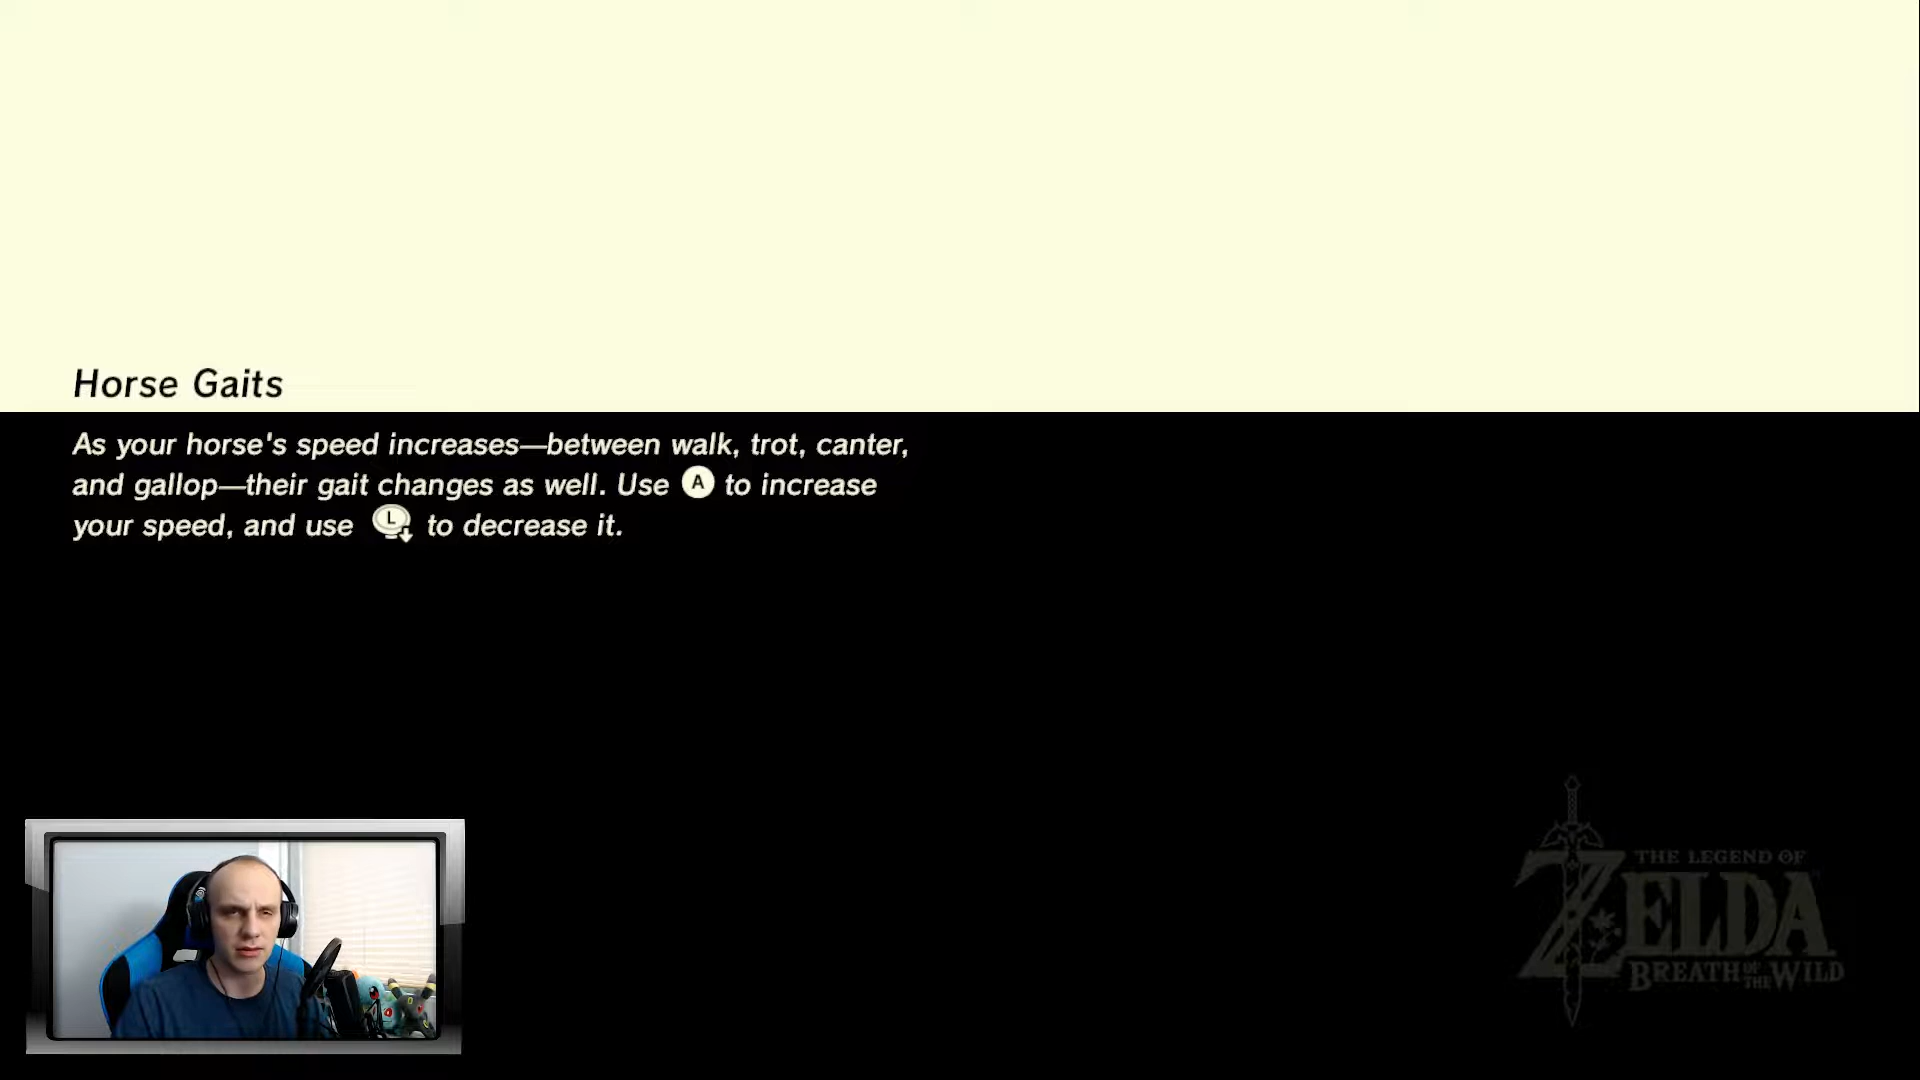 Horse Gaits
As your horse's speed increases—between walk, trot, canter,
and gallop—their gait changes as well. Use A to increase
your speed, and use L to decrease it.
THE LEGEND OF
ZELDA
BREATH OF THE WILD